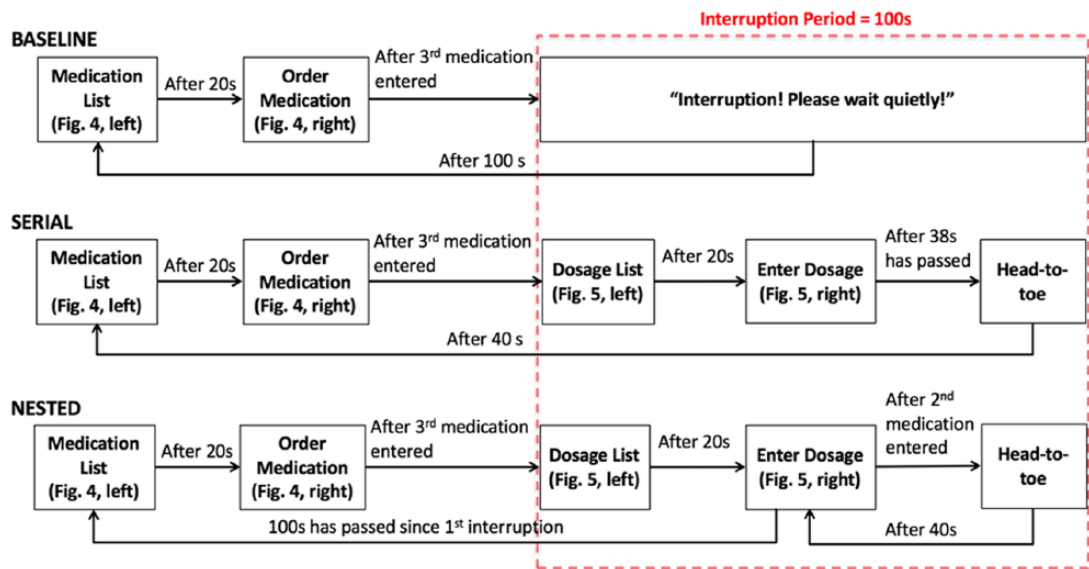 Interruption Period = 100s
BASELINE
Medication
List
(Fig. 4, left)
After 20s
Order
Medication
(Fig. 4, right)
After 3rd medication
entered
“Interruption! Please wait quietly!”
After 100 s
SERIAL
Medication
List
(Fig. 4, left)
After 20s
Order
Medication
(Fig. 4, right)
After 3rd medication
entered
Dosage List
(Fig. 5, left)
After 20s
Enter Dosage
(Fig. 5, right)
After 38s
has passed
Head-to-
toe
After 40 s
NESTED
Medication
List
(Fig. 4, left)
After 20s
Order
Medication
(Fig. 4, right)
After 3rd medication
entered
Dosage List
(Fig. 5, left)
After 20s
Enter Dosage
(Fig. 5, right)
After 2nd
medication
entered
Head-to-
toe
100s has passed since 1st interruption
After 40s